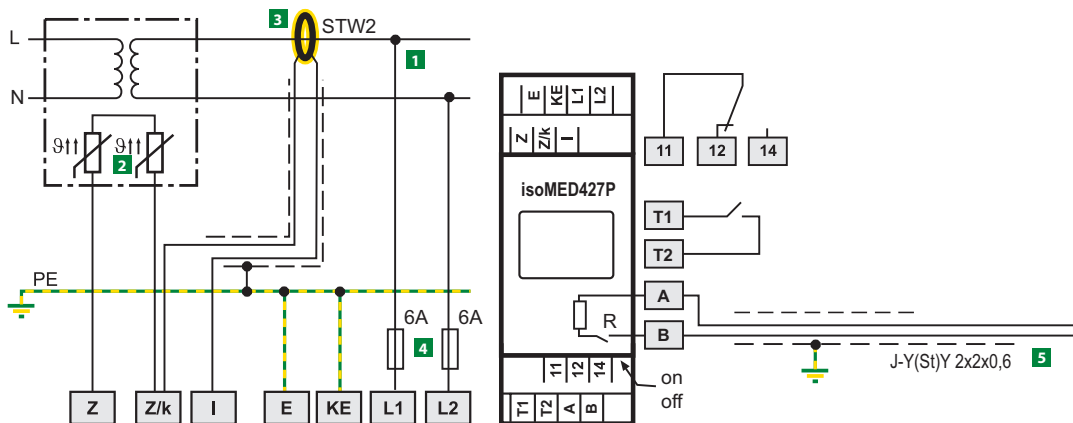 3
STW2
L
1
N
ϑ↑↑
2
ϑ↑↑
PE
6A
4
6A
Z
Z/k
I
E
KE
L1
L2
E
KE
L1
L2
Z
Z/k
I
isoMED427P
R
11
12
14
T1
T2
A
B
on
off
11
12
14
T1
T2
A
B
J-Y(St)Y 2x2x0,6
5